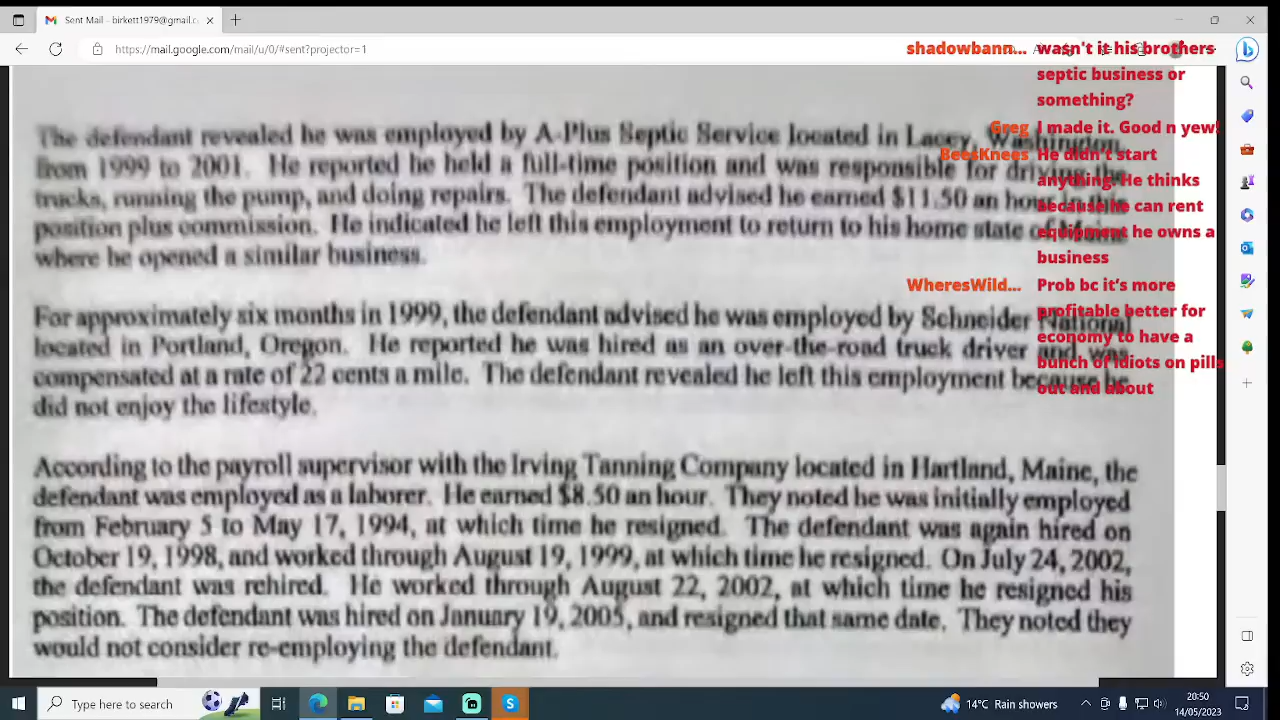 Sent Mail - birkett1979@gmail.c
https://mail.google.com/mail/u/0/#sent?projector=1
The defendant revealed he was employed by A-Plus Septic Service located in Lacey, Washington
from 1999 to 2001. He reported he held a full-time position and was responsible for
trucks, running the pump, and doing repairs. The defendant advised he earned $11.50 an hour
position plus commission. He indicated he left this employment to return to his home state of
where he opened a similar business.
For approximately six months in 1999, the defendant advised he was employed by Schneider National
located in Portland, Oregon. He reported he was hired as an over-the-road truck driver and was
compensated at a rate of 22 cents a mile. The defendant revealed he left this employment because he
did not enjoy the lifestyle.
According to the payroll supervisor with the Irving Tanning Company located in Hartland, Maine, the
defendant was employed as a laborer. He earned $8.50 an hour. They noted he was initially employed
from February 5 to May 17, 1994, at which time he resigned. The defendant was again hired on
October 19, 1998, and worked through August 19, 1999, at which time he resigned. On July 24, 2002,
the defendant was rehired. He worked through August 22, 2002, at which time he resigned his
position. The defendant was hired on January 19, 2005, and resigned that same date. They noted they
would not consider re-employing the defendant.
shadowbann... wasn't it his brothers
septic business or
something?
Greg I made it. Good n yew!
BeesKnees He didn't start
anything. He thinks
because he can rent
equipment he owns a
business
WheresWild... Prob bc it's more
profitable better for
economy to have a
bunch of idiots on pills
out and about
Type here to search
14°C Rain showers
20:50
14/05/2023